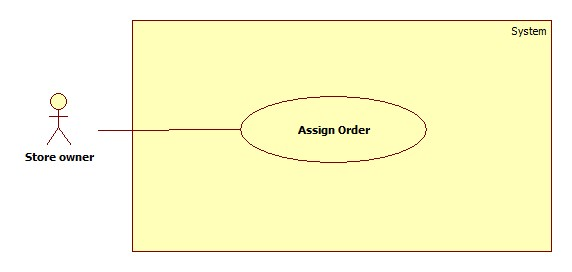 System
Assign Order
Store owner